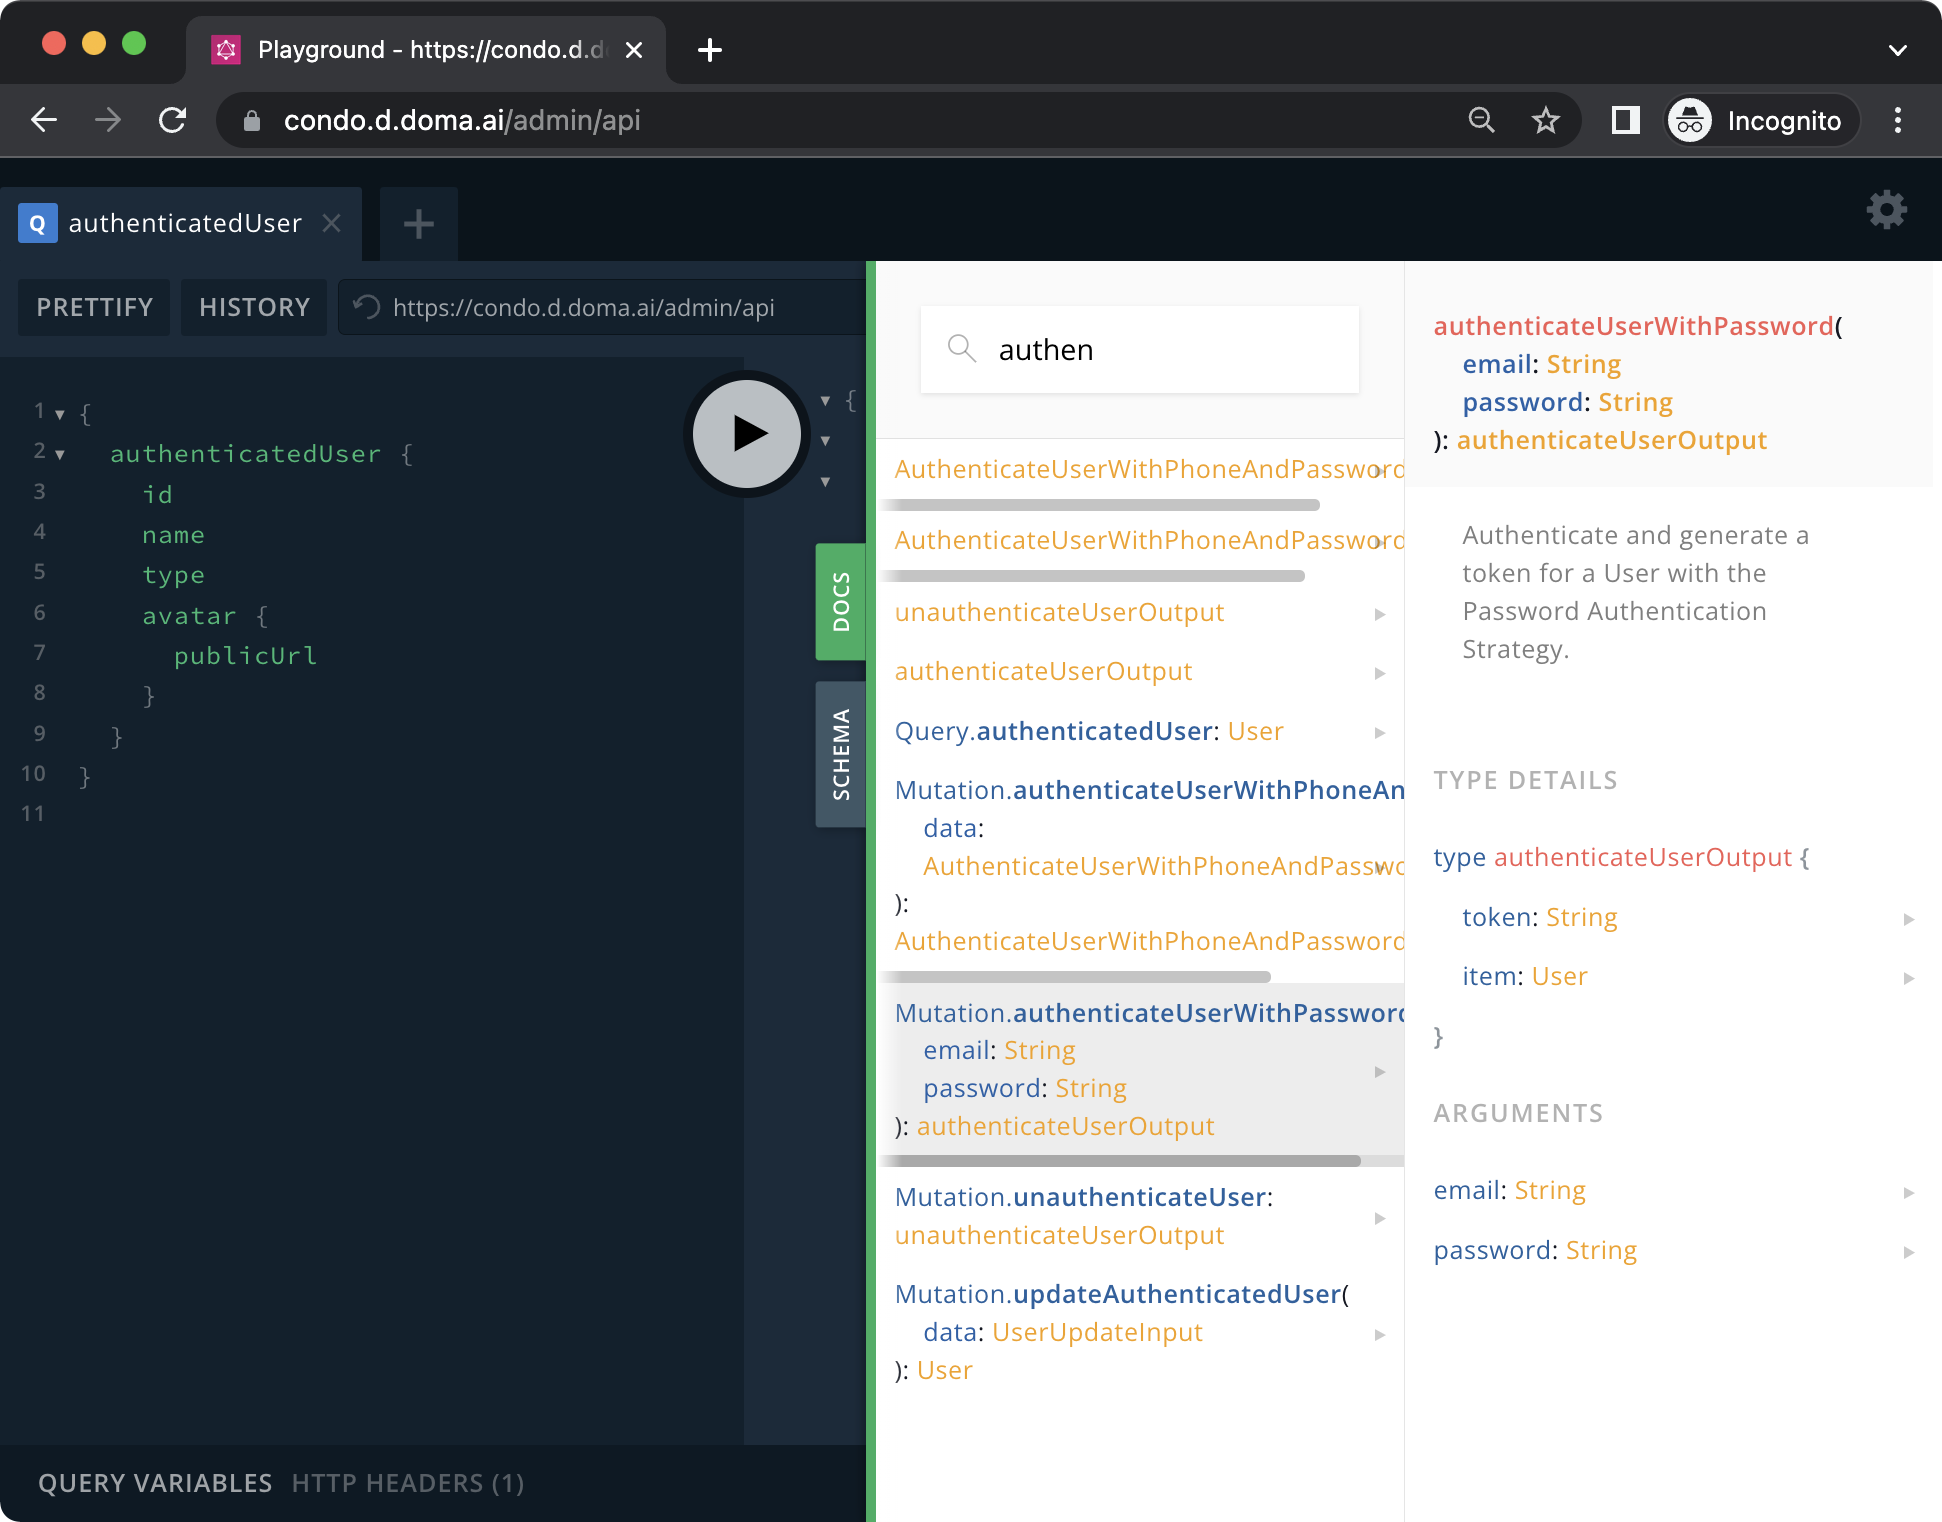 Playground - https://condo.d.d
condo.d.doma.ai/admin/api
Incognito
Q authenticatedUser
PRETTIFY
HISTORY
https://condo.d.doma.ai/admin/api
1 {
2 authenticatedUser {
3 id
4 name
5 type
6 avatar {
7 publicUrl
8 }
9 }
10 }
11
{
DOCS
SCHEMA
QUERY VARIABLES
HTTP HEADERS (1)
authen
AuthenticateUserWithPhoneAndPassword
AuthenticateUserWithPhoneAndPassword
unauthenticateUserOutput
authenticateUserOutput
Query.authenticatedUser: User
Mutation.authenticateUserWithPhoneAn
data:
AuthenticateUserWithPhoneAndPasswo
):
AuthenticateUserWithPhoneAndPassword
Mutation.authenticateUserWithPassword
email: String
password: String
): authenticateUserOutput
Mutation.unauthenticateUser:
unauthenticateUserOutput
Mutation.updateAuthenticatedUser(
data: UserUpdateInput
): User
authenticateUserWithPassword(
email: String
password: String
): authenticateUserOutput
Authenticate and generate a
token for a User with the
Password Authentication
Strategy.
TYPE DETAILS
type authenticateUserOutput {
token: String
item: User
}
ARGUMENTS
email: String
password: String